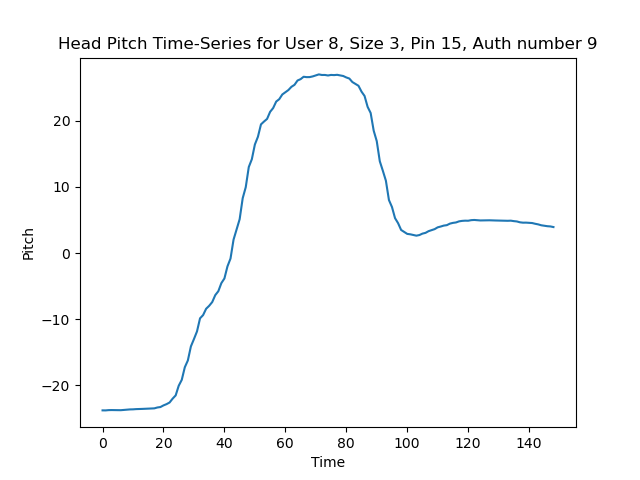 Head Pitch Time-Series for User 8, Size 3, Pin 15, Auth number 9
Pitch
20
10
0
−10
−20
0 20 40 60 80 100 120 140
Time